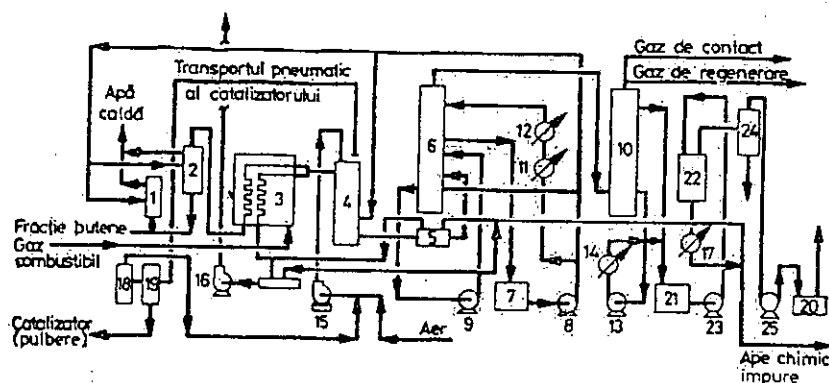 Gaz de contact
Gaz de regenerare
Transportul pneumatic
al catalizatorului
Apă
caldă
12
24
6
10
11
22
2
3
4
1
Fracție butene
Gaz
combustibil
5
14
17
16
18
19
7
21
20
15
9
8
13
23
25
Catalizator
(pulbere)
Aer
Ape chimic
impure